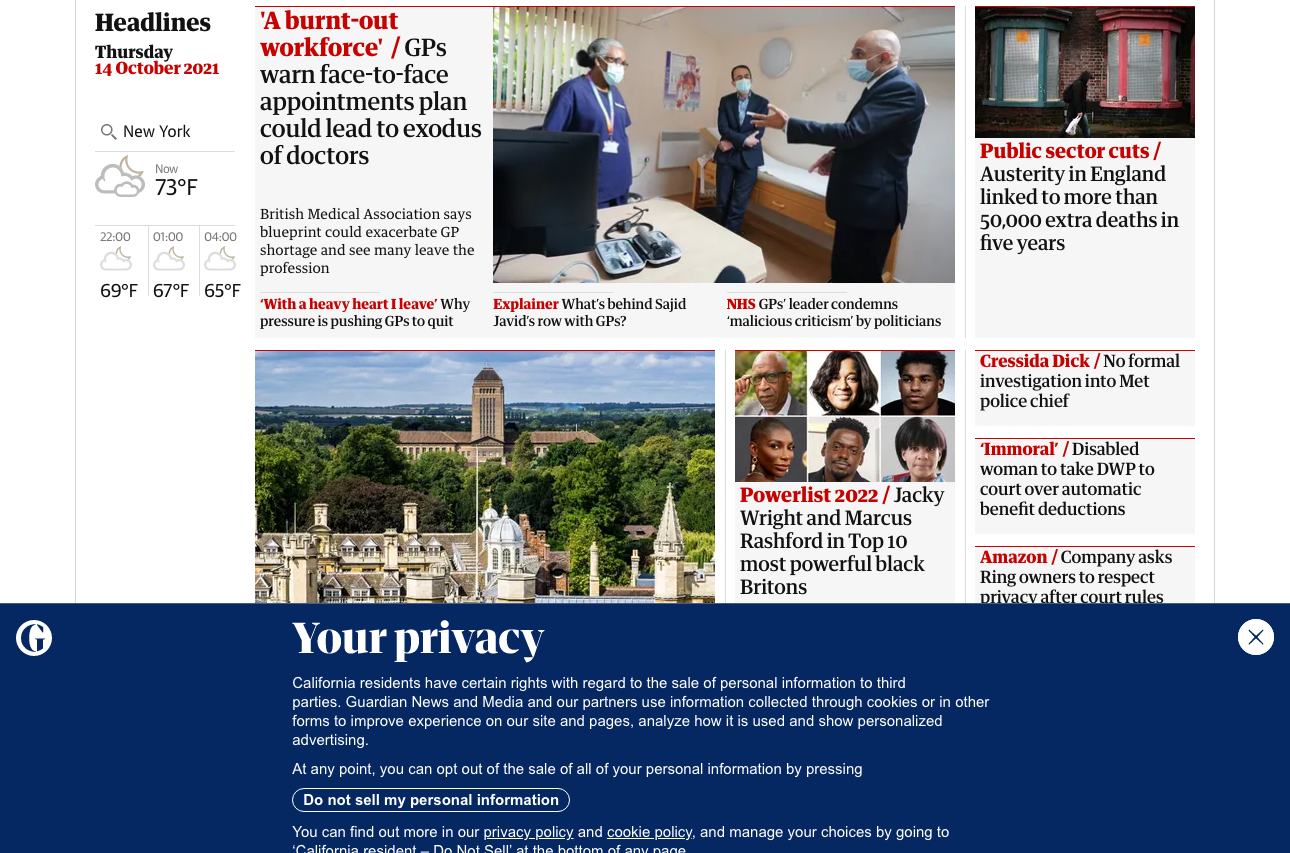 Headlines
Thursday
14 October 2021
New York
Now
73°F
22:00
01:00
04:00
69°F
67°F
65°F
'A burnt-out
workforce' / GPs
warn face-to-face
appointments plan
could lead to exodus
of doctors
British Medical Association says
blueprint could exacerbate GP
shortage and see many leave the
profession
‘With a heavy heart I leave’ Why
pressure is pushing GPs to quit
Explainer What’s behind Sajid
Javid’s row with GPs?
NHS GPs’ leader condemns
‘malicious criticism’ by politicians
Public sector cuts /
Austerity in England
linked to more than
50,000 extra deaths in
five years
Powerlist 2022 / Jacky
Wright and Marcus
Rashford in Top 10
most powerful black
Britons
Cressida Dick / No formal
investigation into Met
police chief
‘Immoral’ / Disabled
woman to take DWP to
court over automatic
benefit deductions
Amazon / Company asks
Ring owners to respect
privacy after court rules
G
Your privacy
California residents have certain rights with regard to the sale of personal information to third
parties. Guardian News and Media and our partners use information collected through cookies or in other
forms to improve experience on our site and pages, analyze how it is used and show personalized
advertising.
At any point, you can opt out of the sale of all of your personal information by pressing
Do not sell my personal information
You can find out more in our privacy policy and cookie policy, and manage your choices by going to
‘California resident – Do Not Sell’ at the bottom of any page.